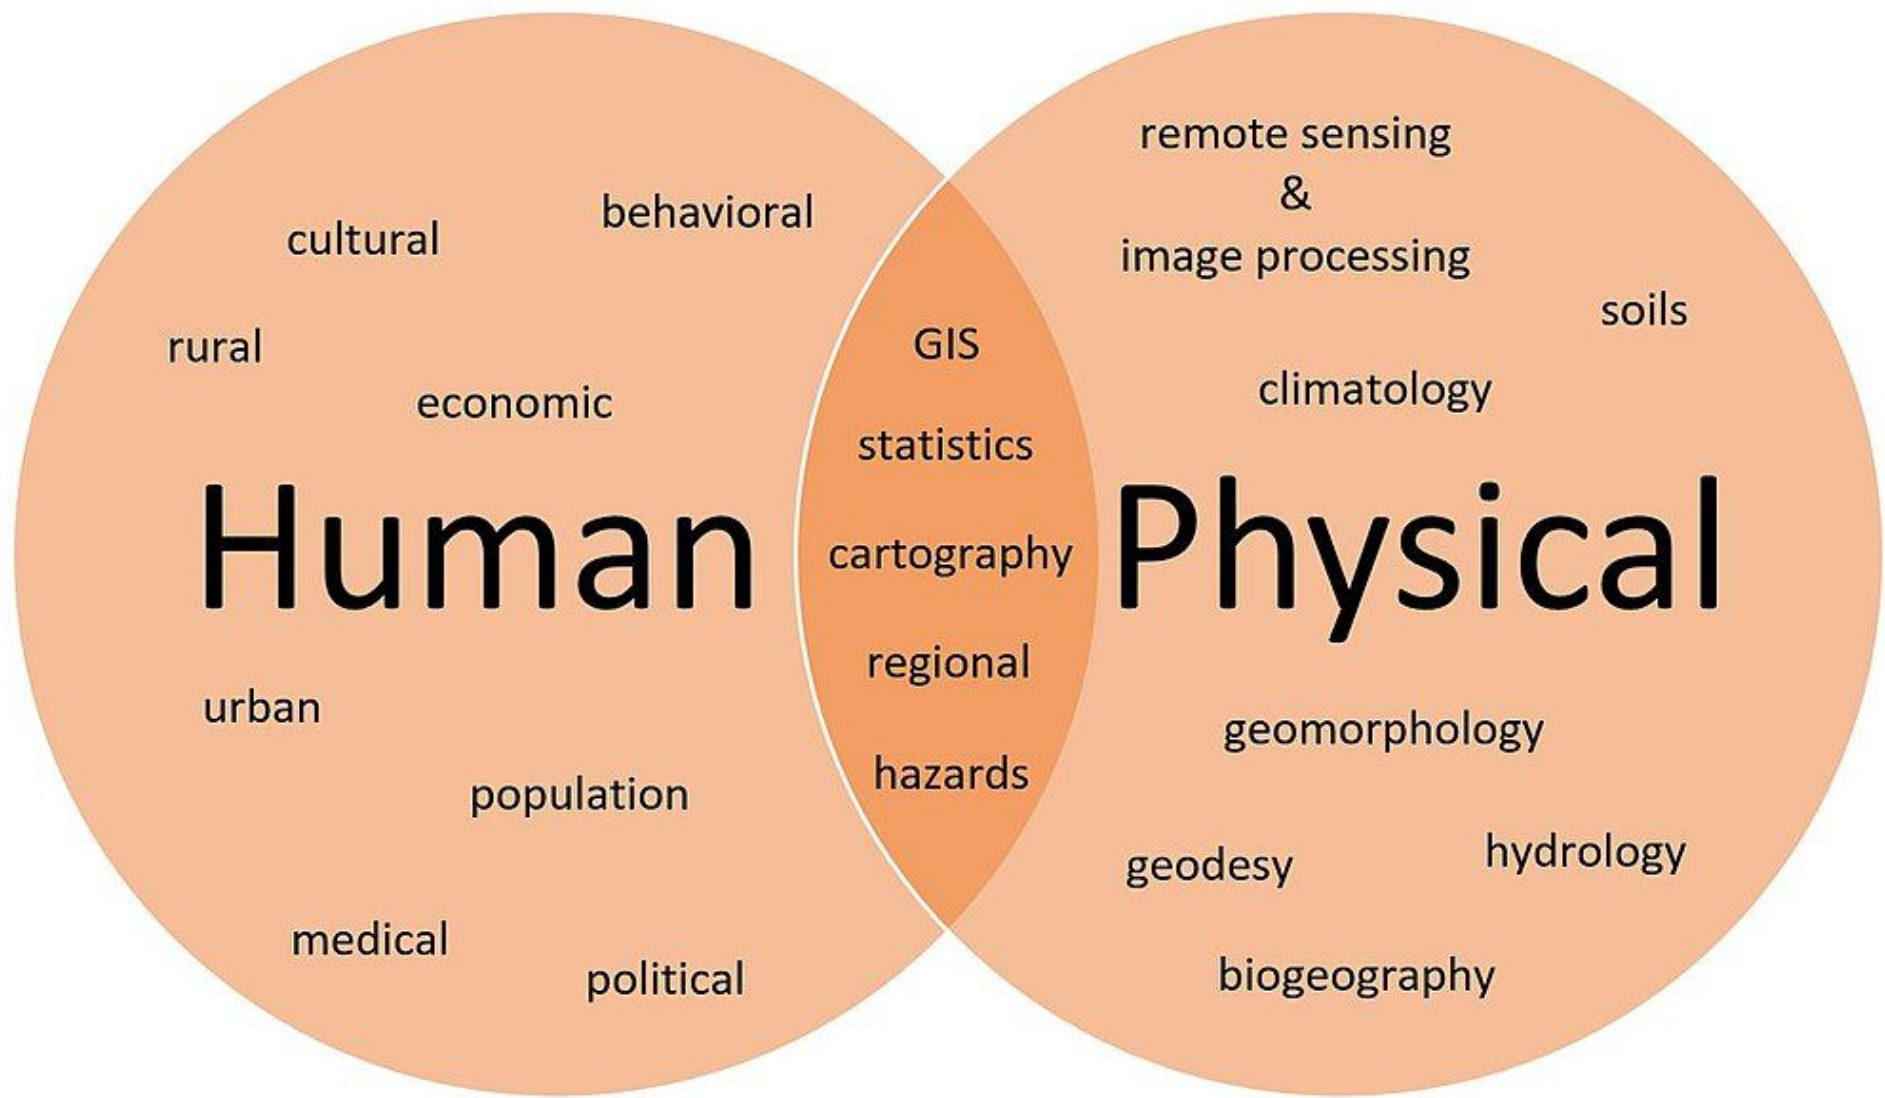 cultural
behavioral
rural
economic
Human
urban
population
medical
political
GIS
statistics
cartography
regional
hazards
remote sensing
&
image processing
soils
climatology
Physical
geomorphology
geodesy
hydrology
biogeography